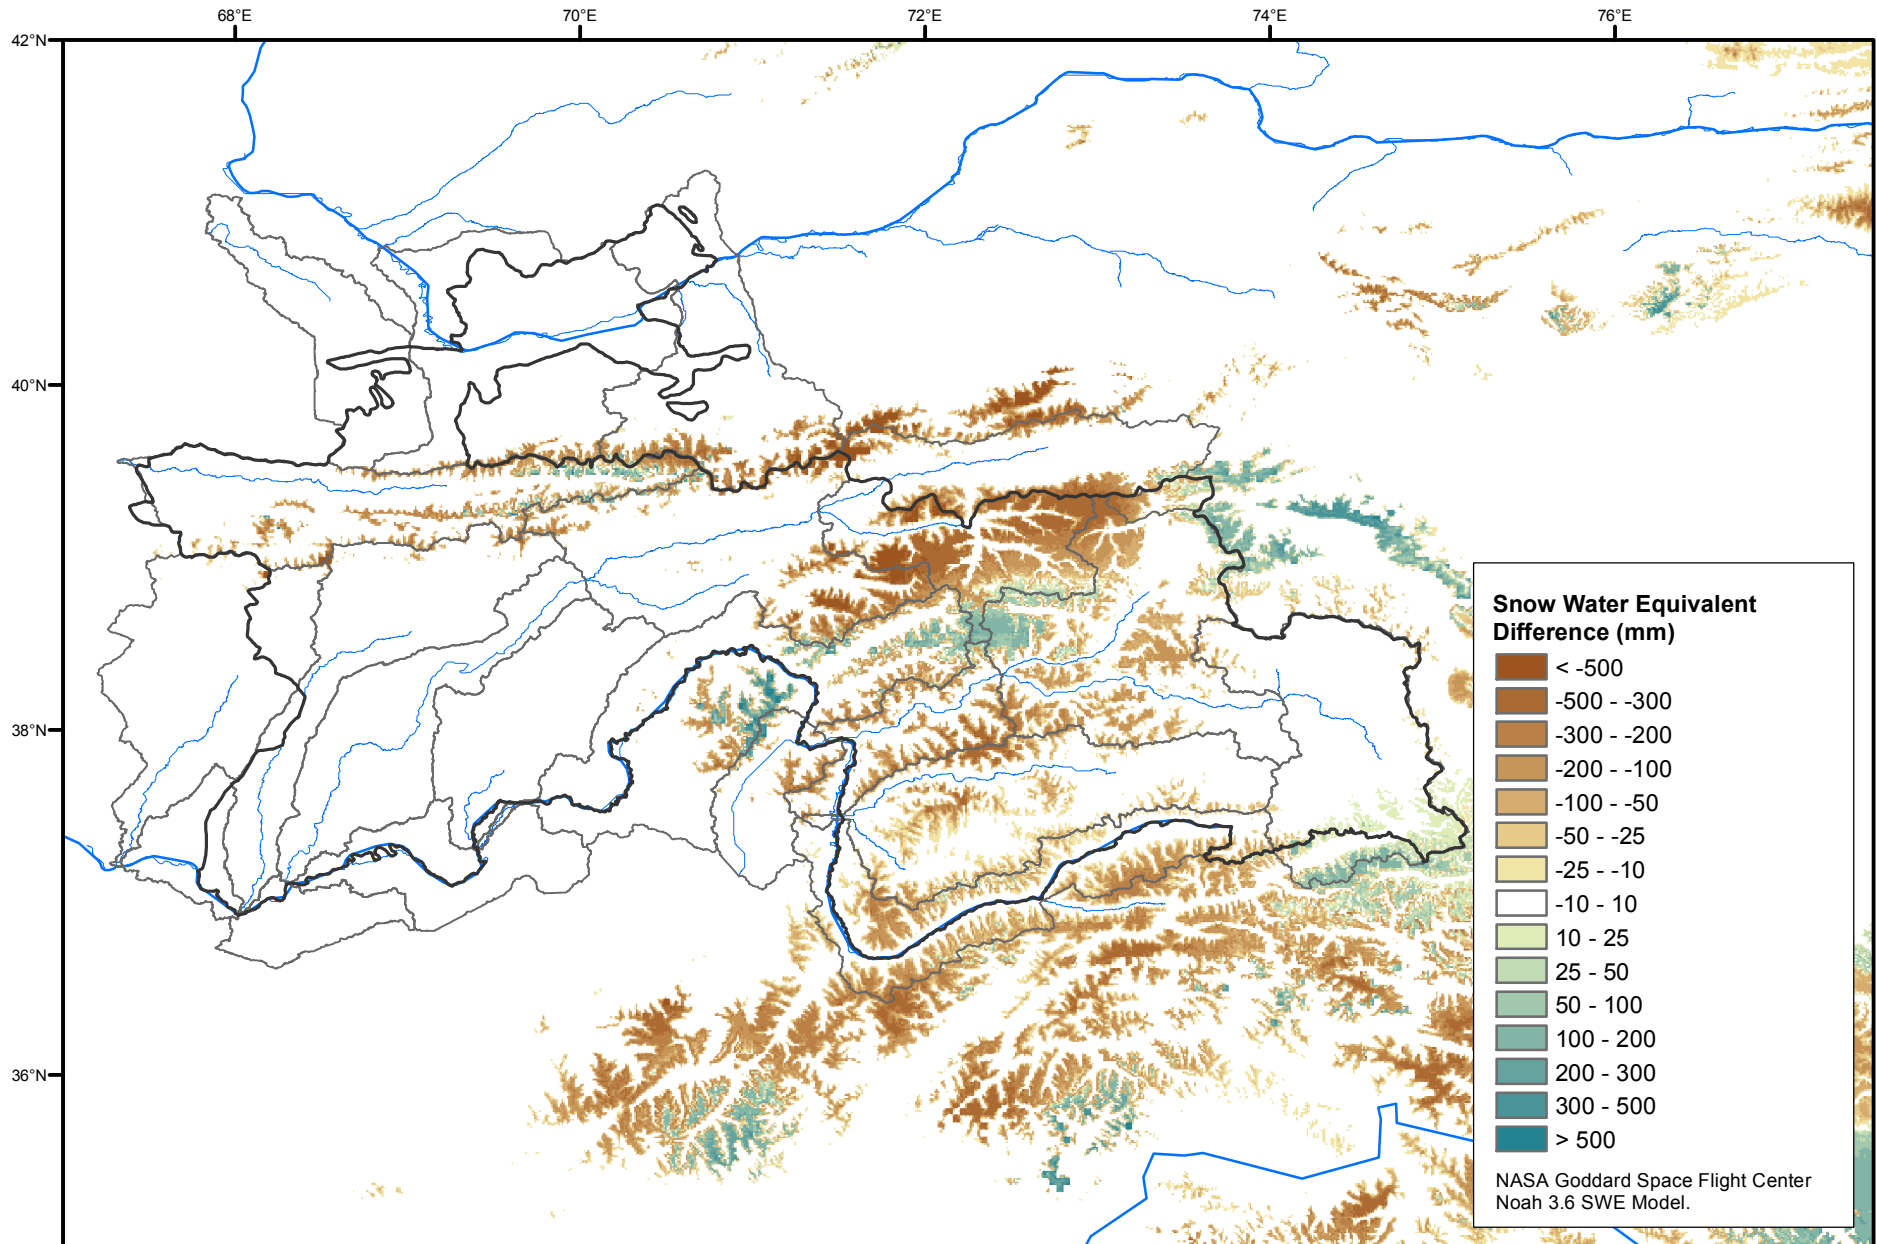 68°E 70°E 72°E 74°E 76°E
42°N
40°N
38°N
36°N
Snow Water Equivalent
Difference (mm)
< -500
-500 - -300
-300 - -200
-200 - -100
-100 - -50
-50 - -25
-25 - -10
-10 - 10
10 - 25
25 - 50
50 - 100
100 - 200
200 - 300
300 - 500
> 500
NASA Goddard Space Flight Center
Noah 3.6 SWE Model.